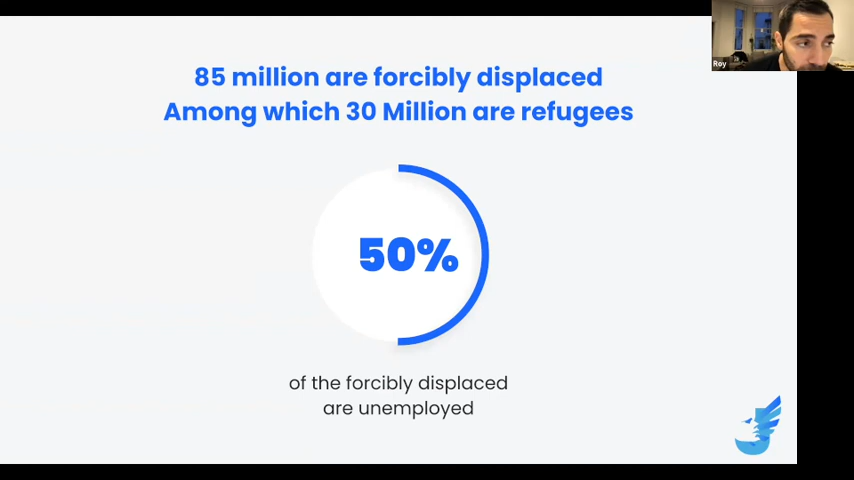 85 million are forcibly displaced
Among which 30 Million are refugees
50%
of the forcibly displaced
are unemployed
Roy